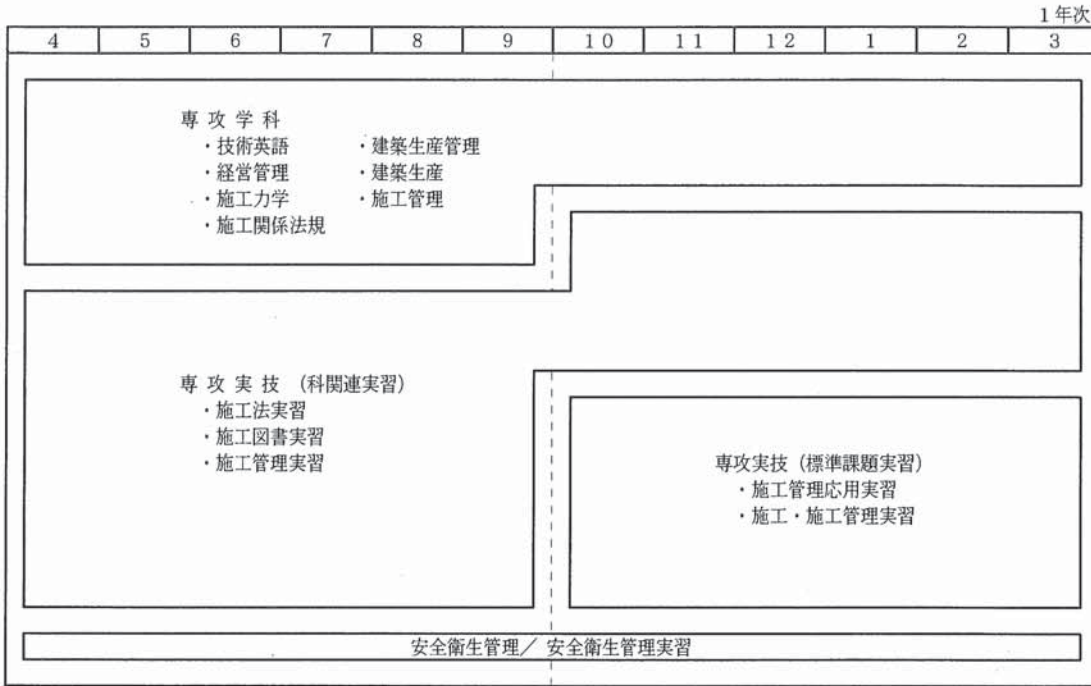 1年次
4 5 6 7 8 9 10 11 12 1 2 3
専攻学科
・技術英語 ・建築生産管理
・経営管理 ・建築生産
・施工力学 ・施工管理
・施工関係法規
専攻実技 (科関連実習)
・施工法実習
・施工図書実習
・施工管理実習
専攻実技 (標準課題実習)
・施工管理応用実習
・施工・施工管理実習
安全衛生管理/ 安全衛生管理実習